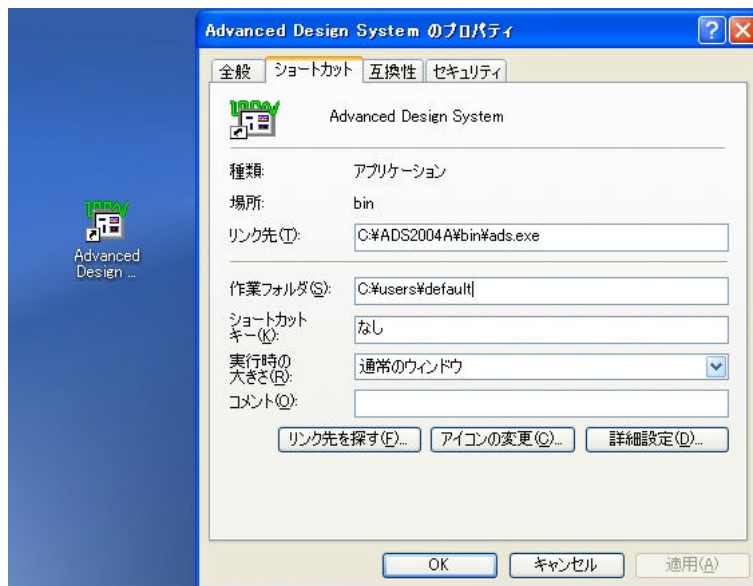 Advanced Design System のプロパティ
全般 ショートカット 互換性 セキュリティ
Advanced Design System
種類: アプリケーション
場所: bin
リンク先(T): C:¥ADS2004A¥bin¥ads.exe
作業フォルダ(S): C:¥users¥default
ショートカット
キー(K): なし
実行時の
大きさ(R): 通常のウィンドウ
コメント(O):
リンク先を探す(F)... アイコンの変更(C)... 詳細設定(D)...
OK キャンセル 適用(A)
Advanced
Design ...